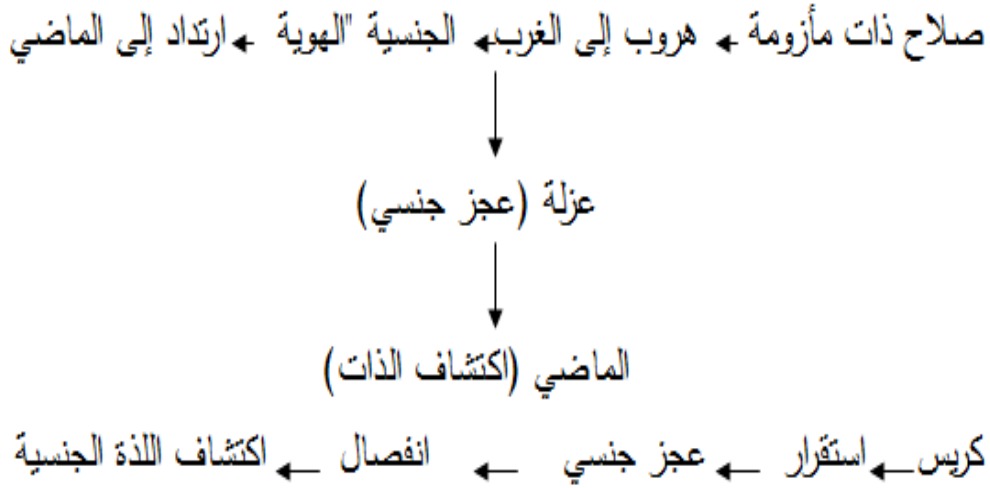 صلاح ذات مأزومة ← هروب إلى الغرب← الجنسية "الهوية ← ارتداد إلى الماضي
عزلة (عجز جنسي)
الماضي (اكتشاف الذات)
كريس← استقرار ← عجز جنسي ← انفصال ← اكتشاف اللذة الجنسية